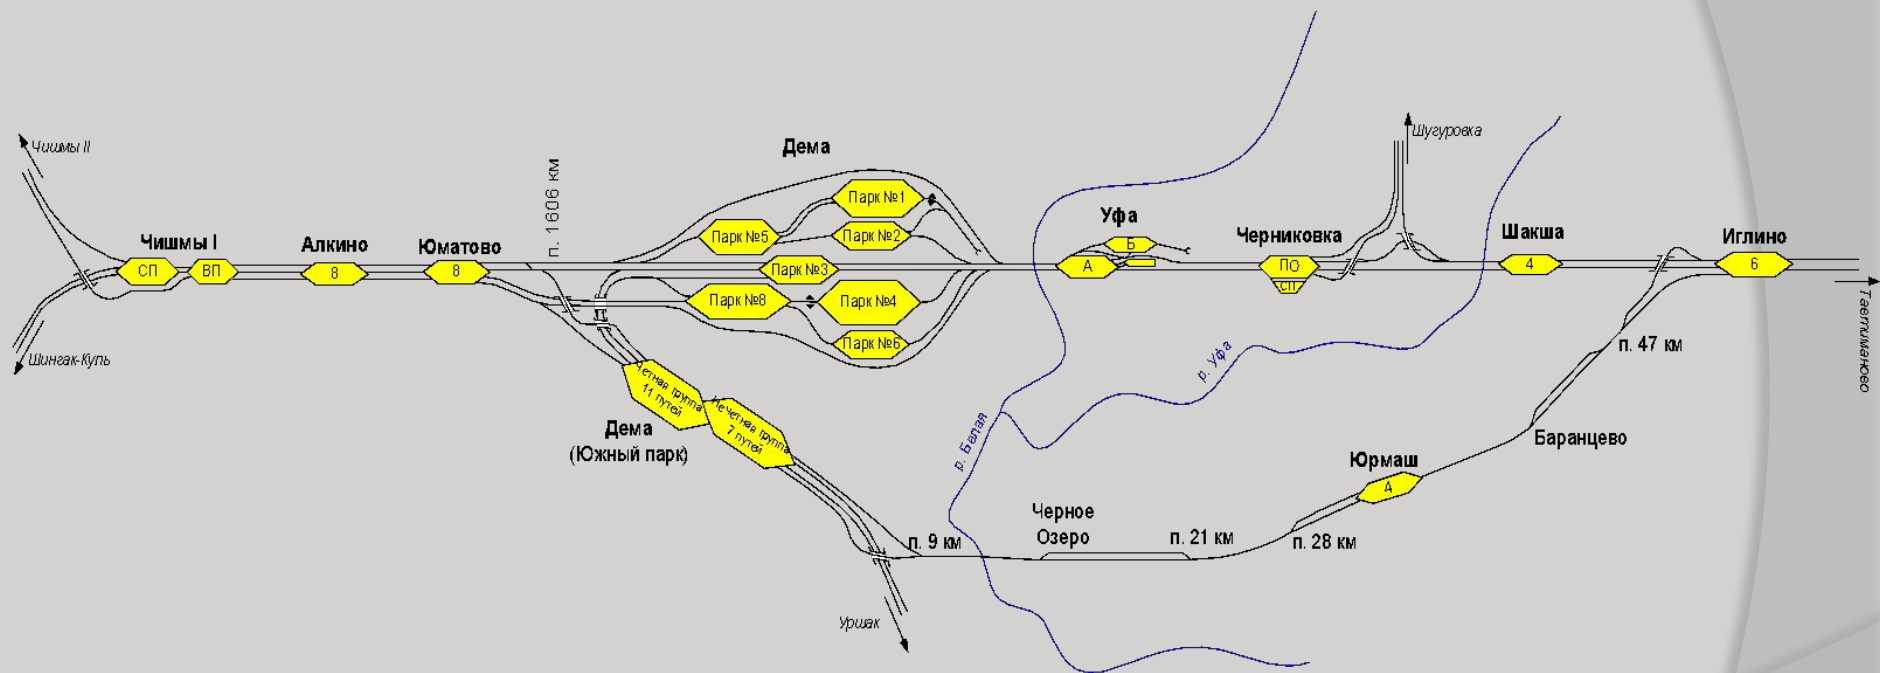 Чишмы II
Чишмы I
СП
ВП
Шингак-Куль
Алкино
8
Юматово
8
п. 1606 км
Дема
Парк №1
Парк №5
Парк №2
Парк №3
Парк №8
Парк №4
Парк №6
Четная группа
11 путей
Нечетная группа
7 путей
Дема
(Южный парк)
Уршак
п. 9 км
р. Белая
Уфа
Б
А
р. Уфа
Черниковка
ПО
СП
Шугуровка
Шакша
4
Иглино
6
Тавтиманово
п. 47 км
Баранцево
Юрмаш
4
п. 28 км
п. 21 км
Черное
Озеро